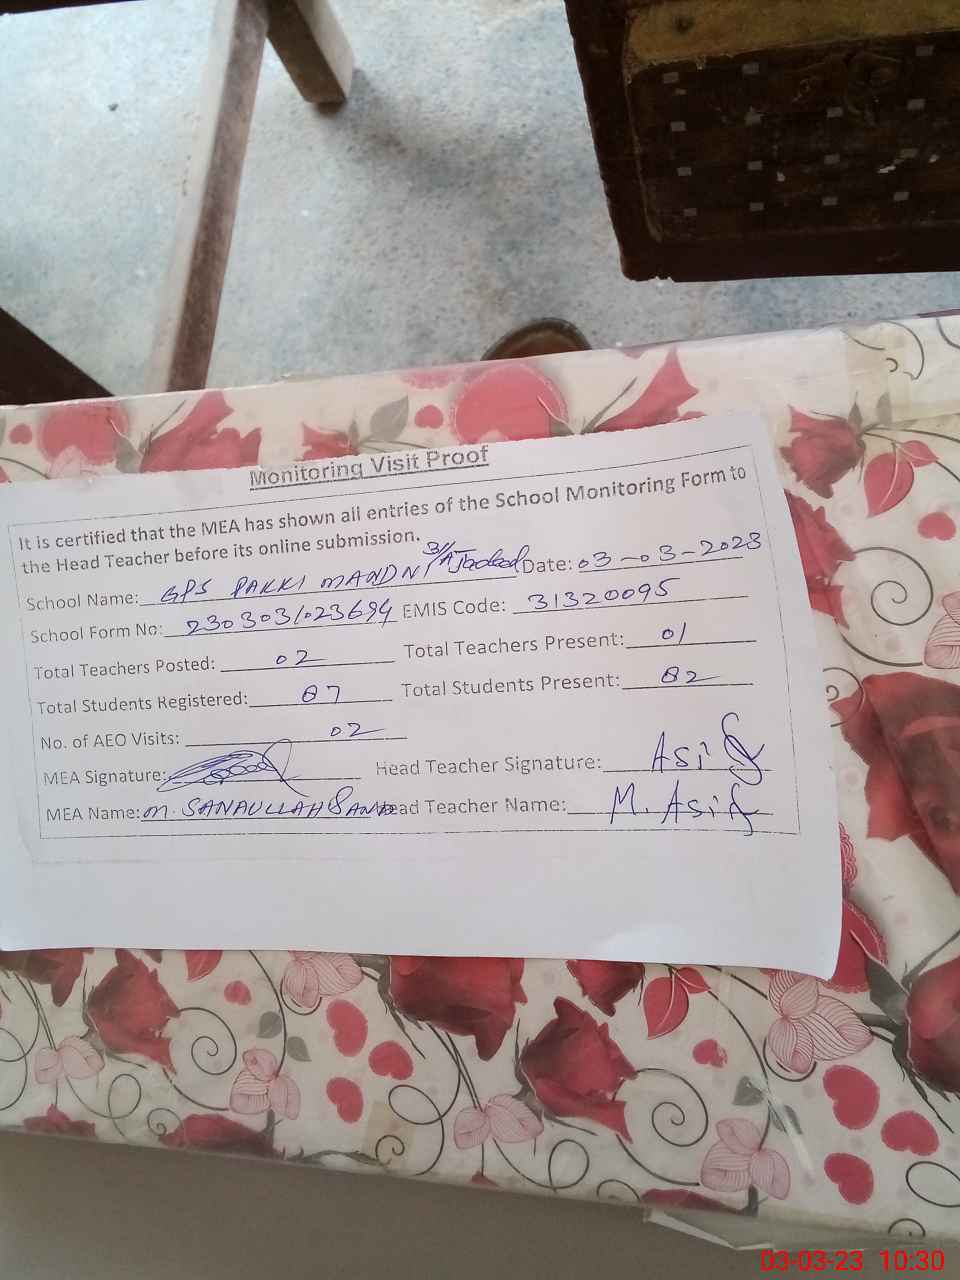 Monitoring Visit Proof
It is certified that the MEA has shown all entries of the School Monitoring Form to
the Head Teacher before its online submission.
School Name: GPS PAKKI MANDNI Date: 03-03-2023
School Form No: EMIS Code: 31320095
Total Teachers Posted: 02 Total Teachers Present: 01
Total Students Registered: 87 Total Students Present: 82
No. of AEO Visits: 02
MEA Signature: Head Teacher Signature: Asif
MEA Name: M. SANAULLAH Head Teacher Name: M. Asif
03-03-23 10:30